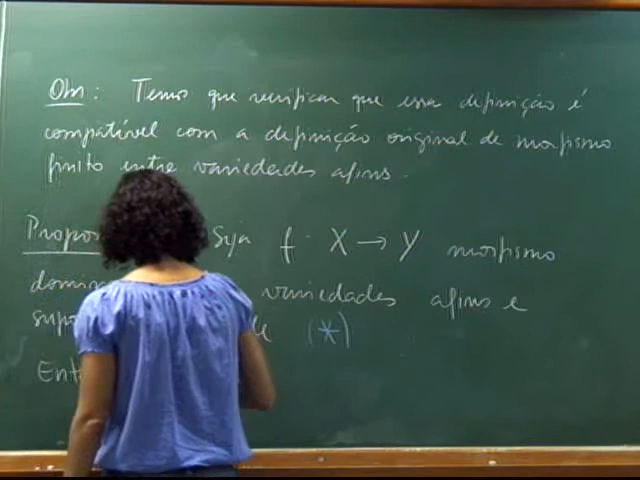 Obs: Temos que verificar que essa definição é
compatível com a definição original de morfismo
finito entre variedades afins.
Propos Seja f: X → Y morfismo
domin variedades afins e
supo e (*)
Ent